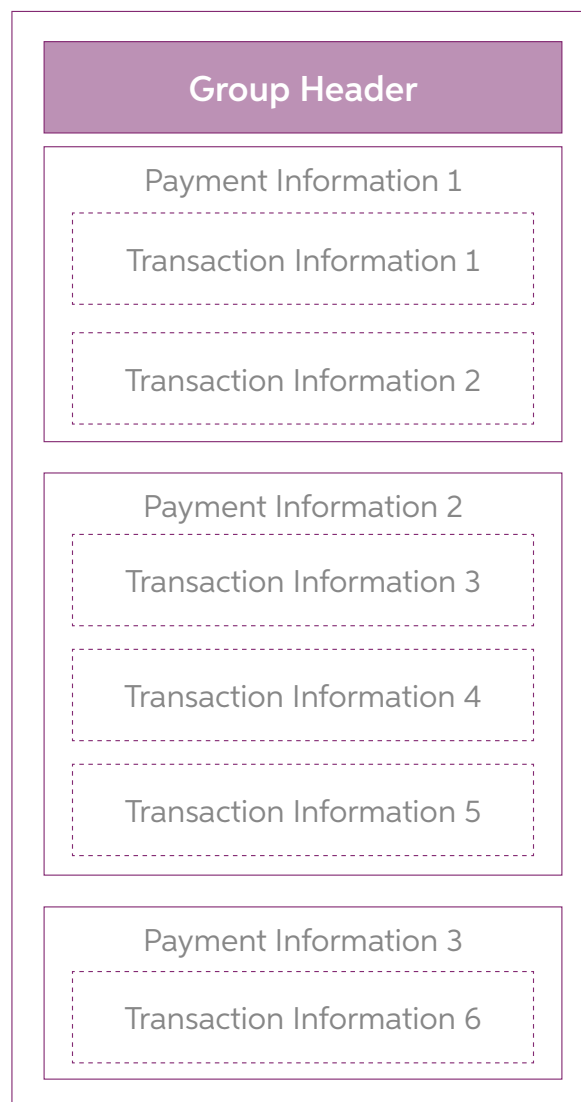 Group Header
Payment Information 1
Transaction Information 1
Transaction Information 2
Payment Information 2
Transaction Information 3
Transaction Information 4
Transaction Information 5
Payment Information 3
Transaction Information 6